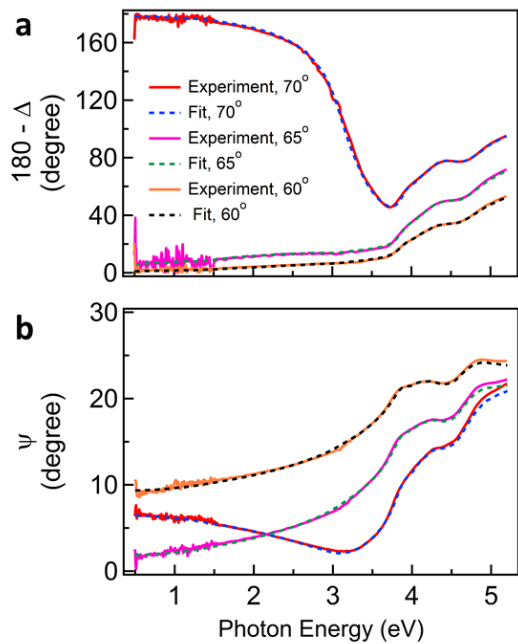 a
160
120
80
40
0
180 - Δ
(degree)
Experiment, 70°
Fit, 70°
Experiment, 65°
Fit, 65°
Experiment, 60°
Fit, 60°
b
30
20
10
0
ψ
(degree)
1 2 3 4 5
Photon Energy (eV)